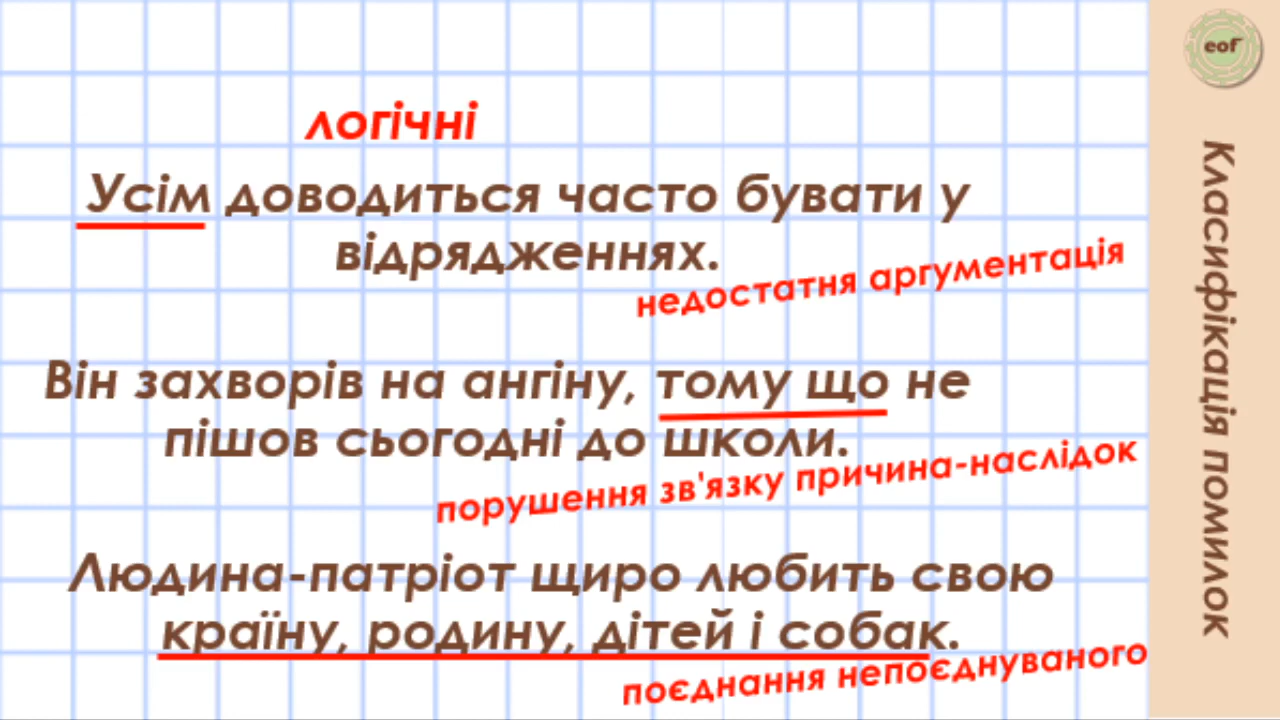 логічні
Усім доводиться часто бувати у
відрядженнях.
недостатня аргументація
Він захворів на ангіну, тому що не
пішов сьогодні до школи.
порушення зв'язку причина-наслідок
Людина-патріот щиро любить свою
країну, родину, дітей і собак.
поєднання непоєднуваного
eof
Класифікація помилок